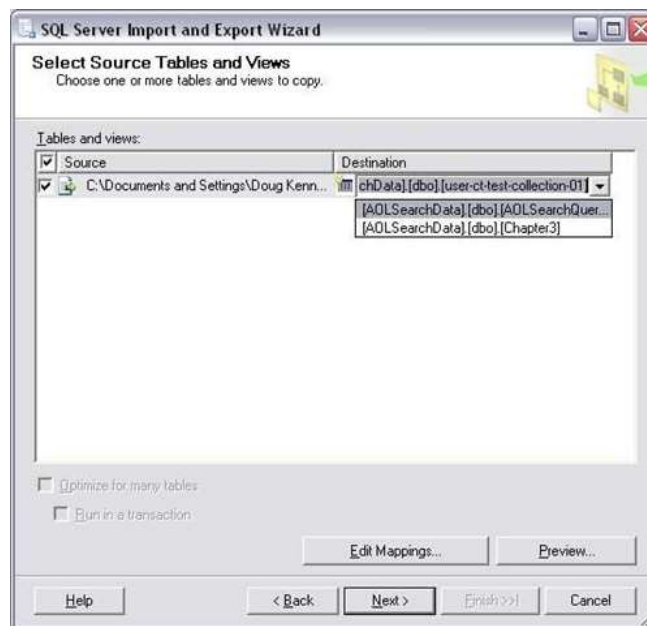 SQL Server Import and Export Wizard
Select Source Tables and Views
Choose one or more tables and views to copy.
Tables and views:
Source Destination
C:\Documents and Settings\Doug Kenn... chData].[dbo].[user-ct-test-collection-01]
[AOLSearchData].[dbo].[AOLSearchQuer...
[AOLSearchData].[dbo].[Chapter3]
Optimize for many tables
Run in a transaction
Edit Mappings... Preview...
Help < Back Next > Finish >>|
Cancel